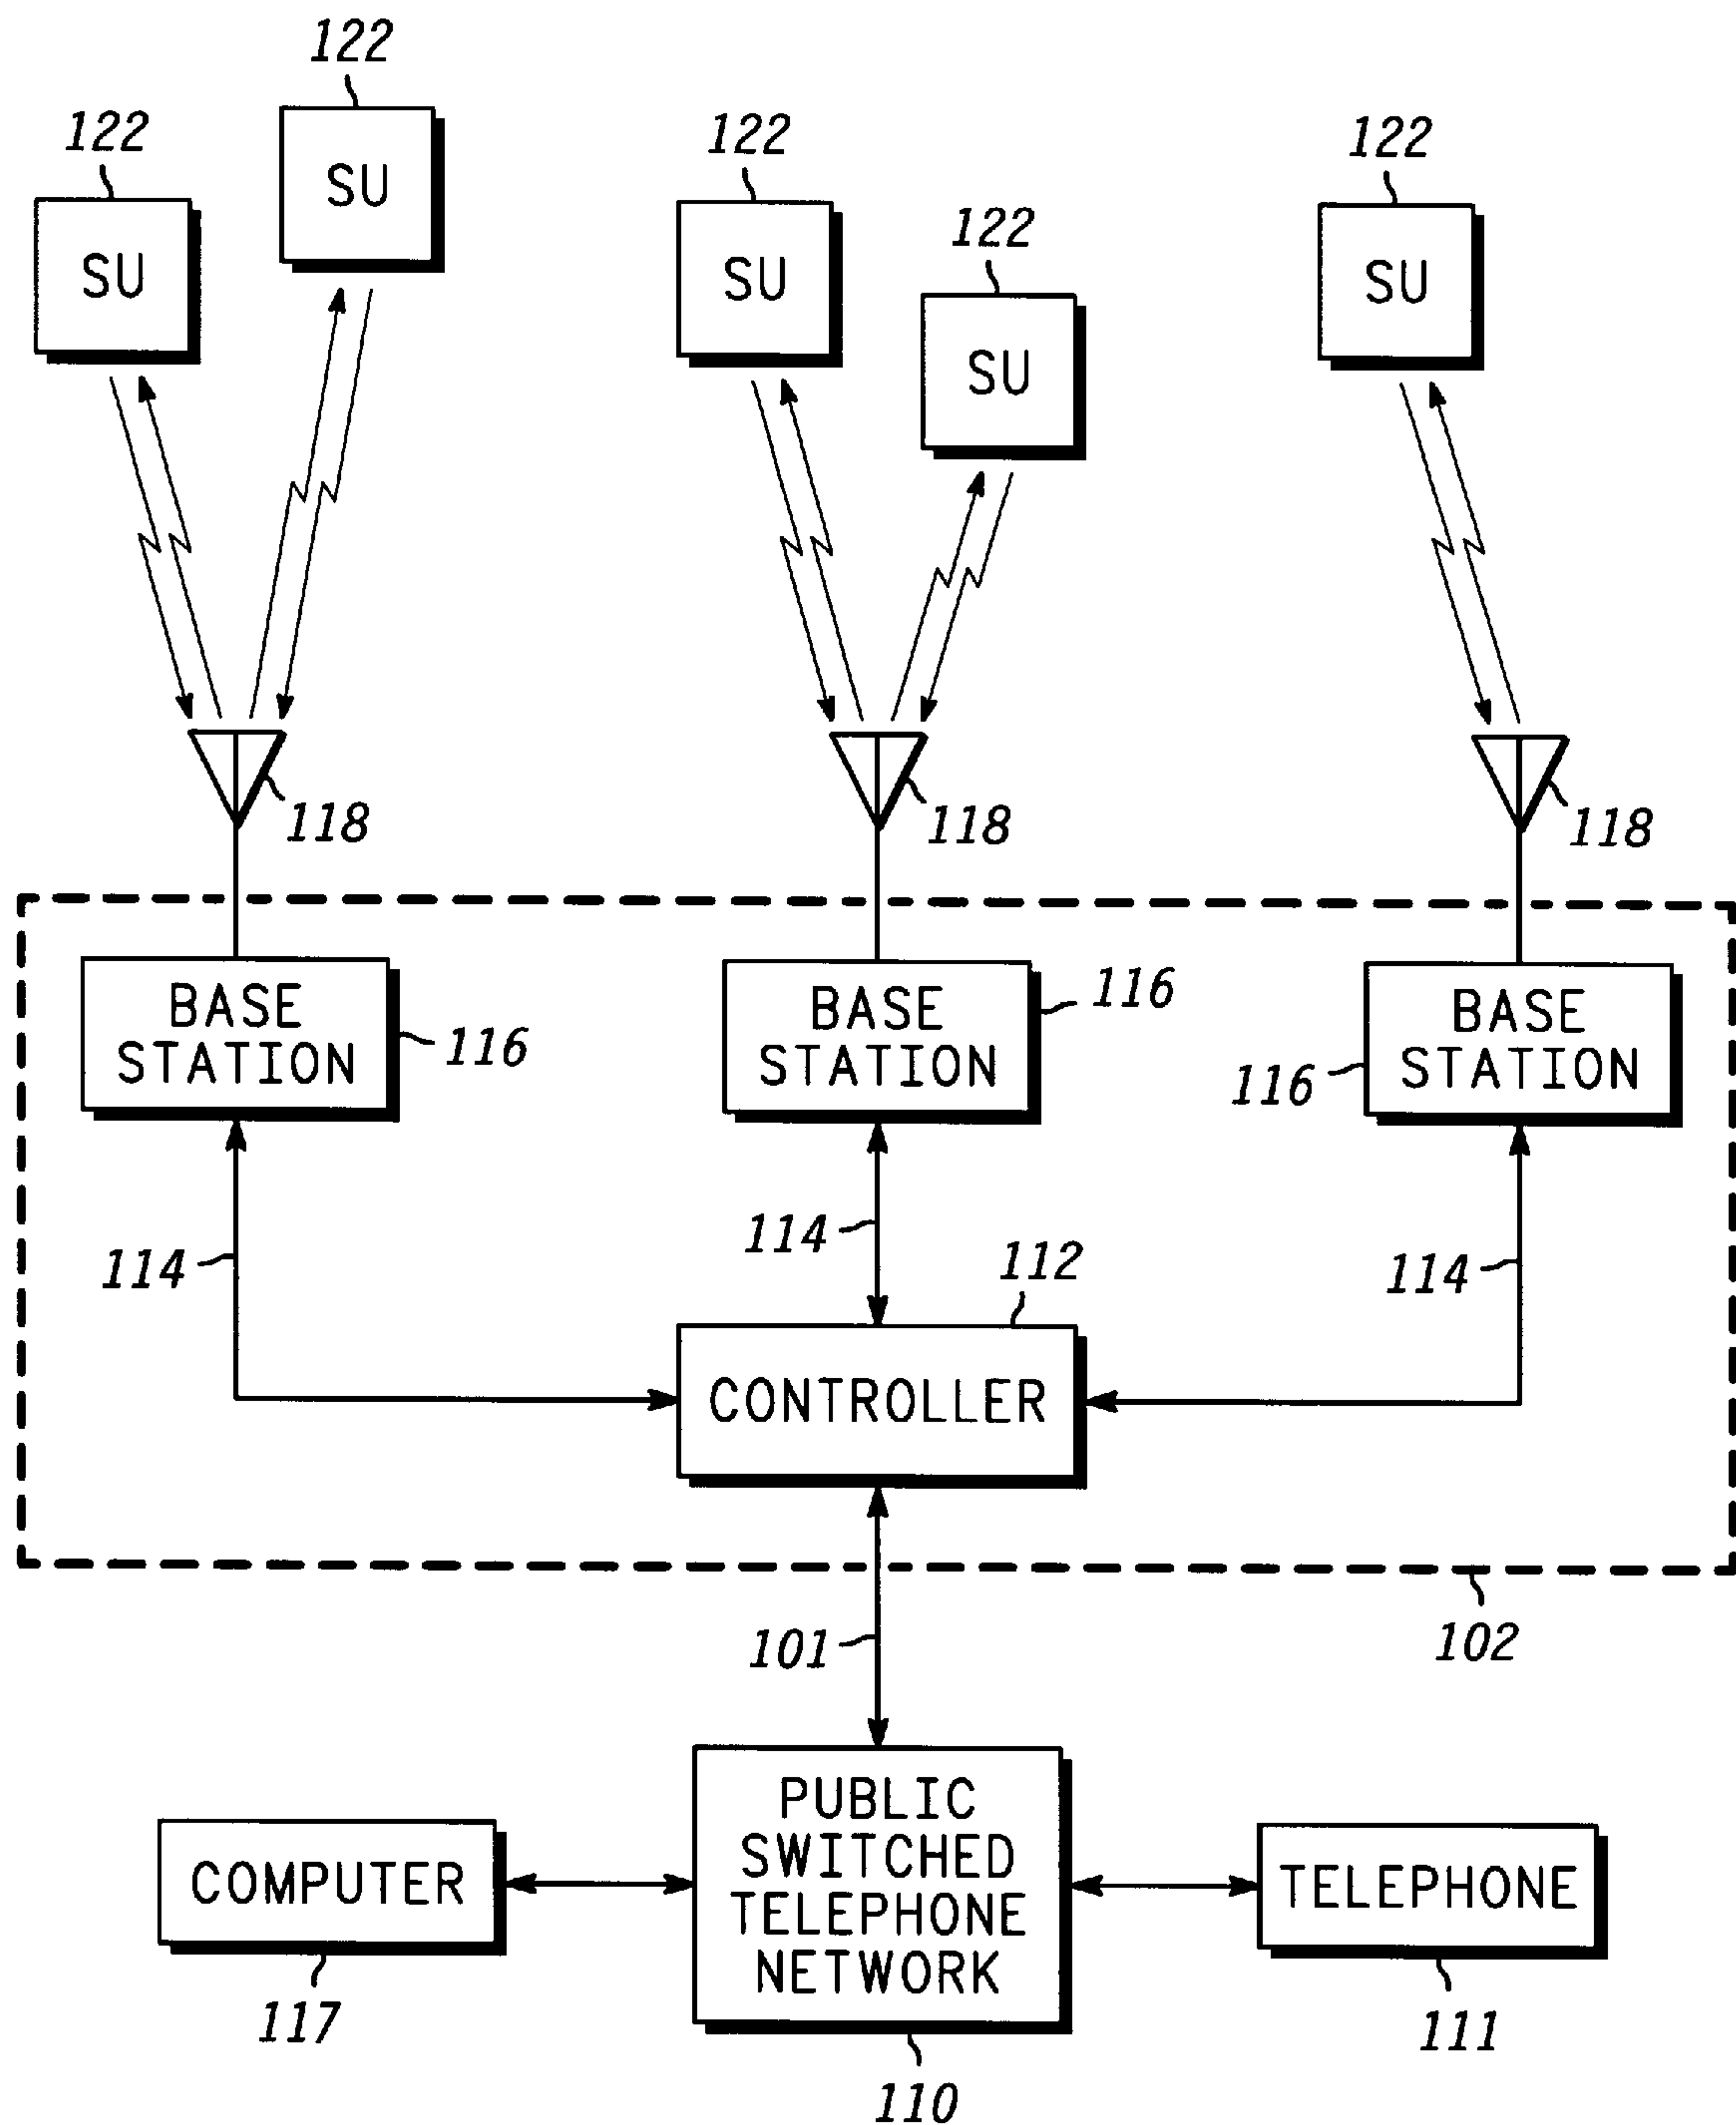 122
122
122
122
122
SU
SU
SU
SU
SU
118
118
118
BASE
STATION
116
BASE
STATION
116
BASE
STATION
116
114
114
114
112
CONTROLLER
101
102
PUBLIC
SWITCHED
TELEPHONE
NETWORK
COMPUTER
TELEPHONE
117
110
111